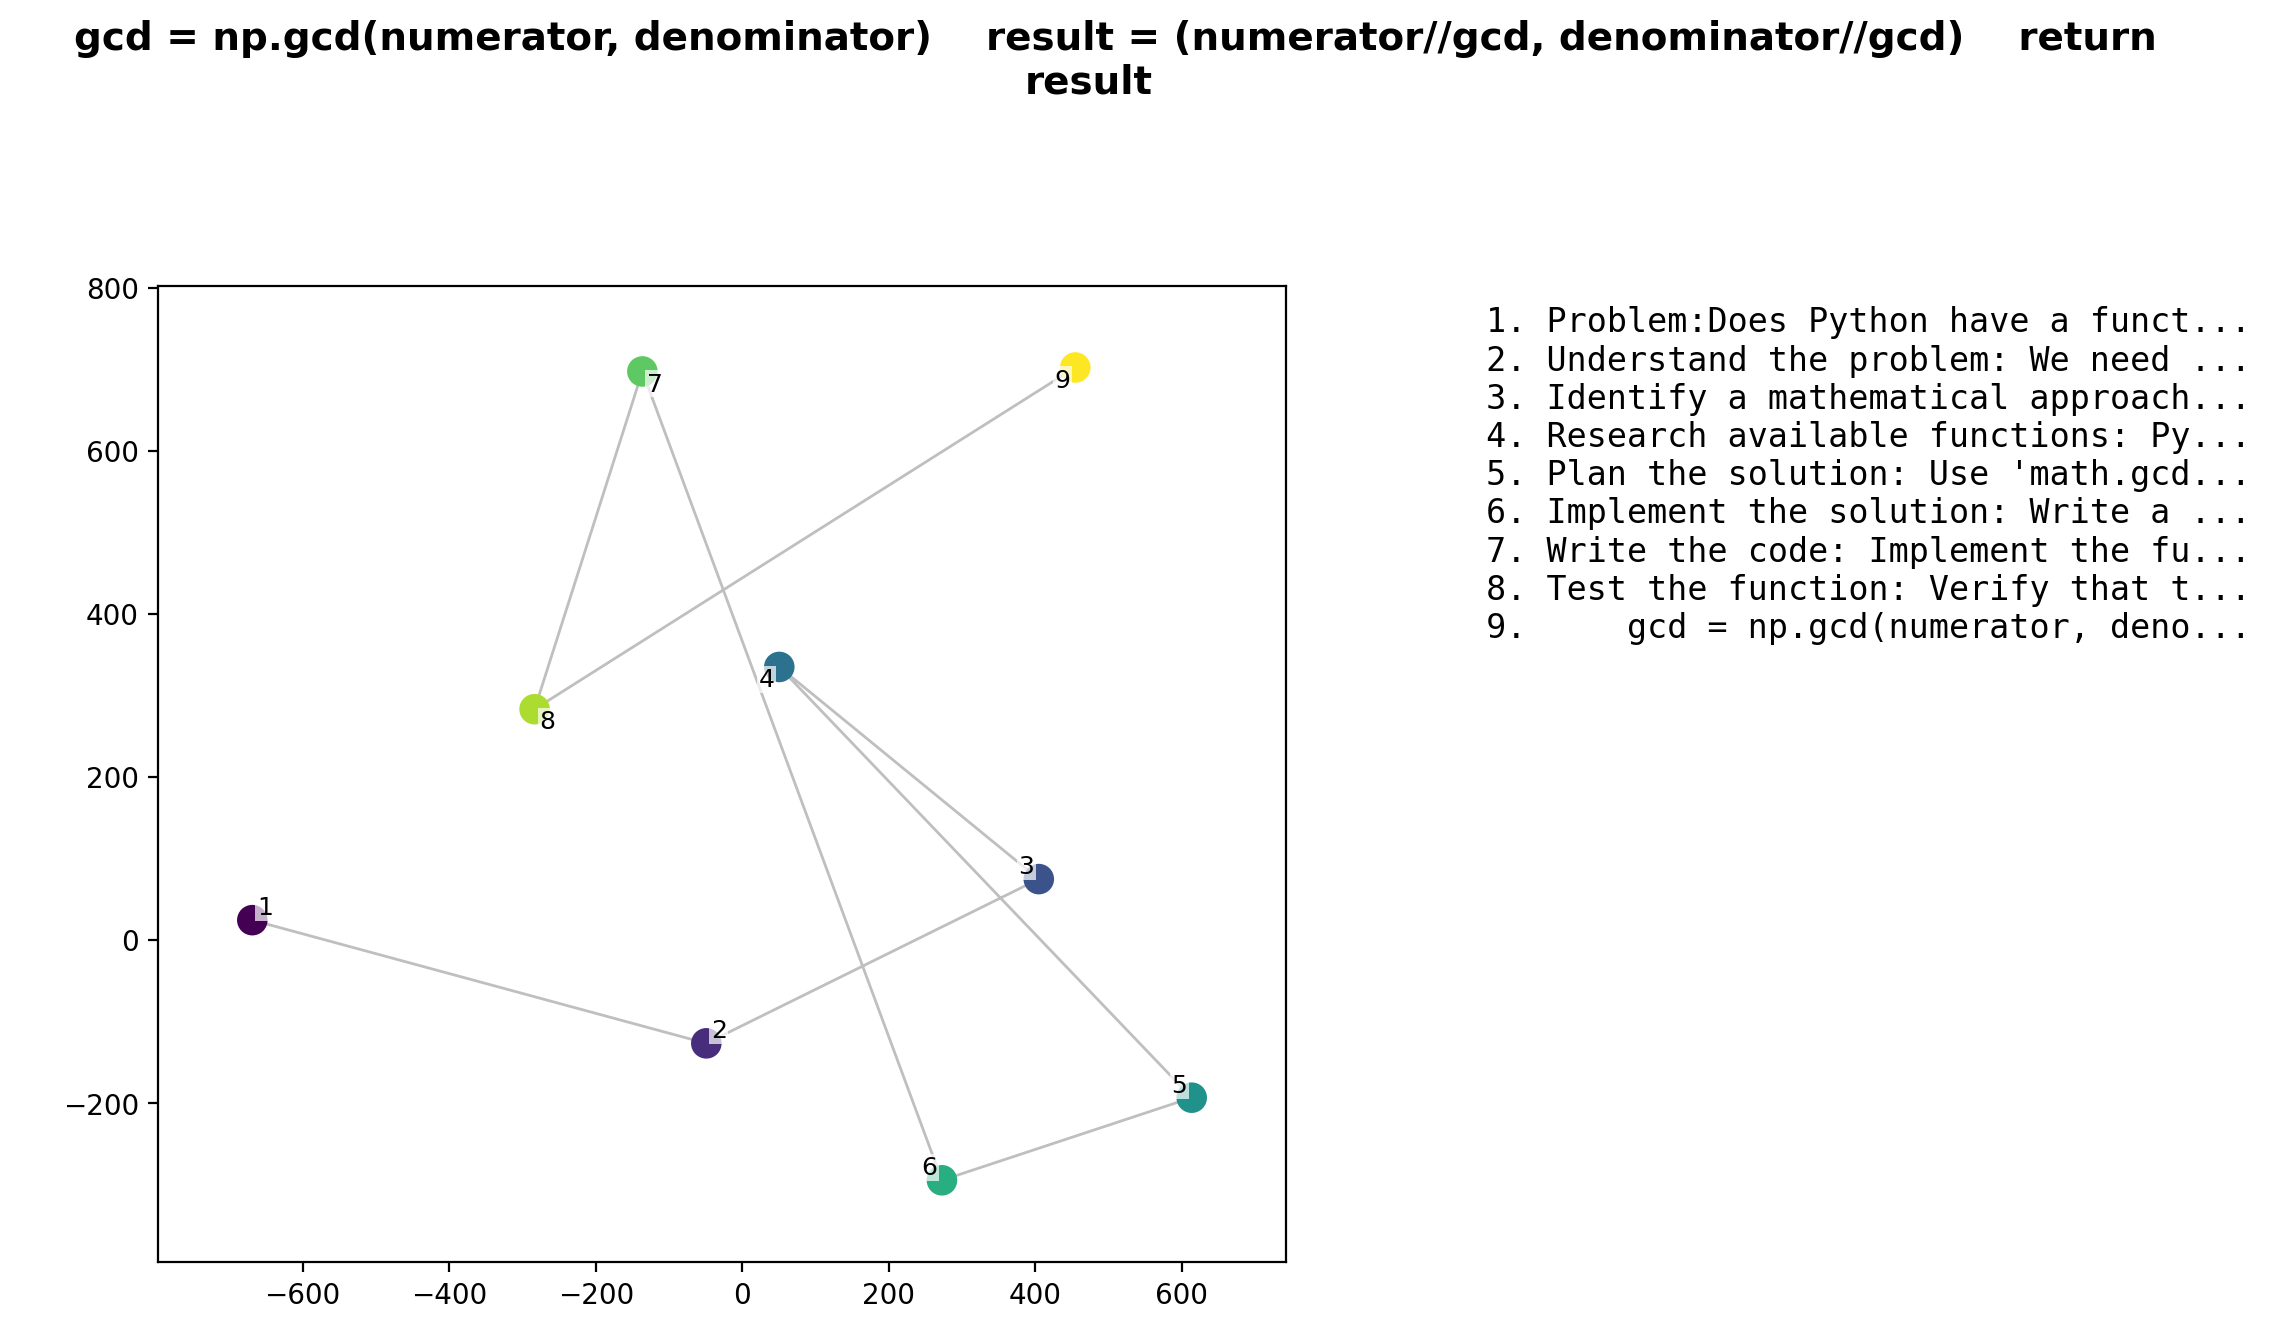 gcd = np.gcd(numerator, denominator)    result = (numerator//gcd, denominator//gcd)    return
result
800
600
400
200
0
−200
−600
−400
−200
0
200
400
600
1
2
3
4
5
6
7
8
9
1. Problem:Does Python have a funct...
2. Understand the problem: We need ...
3. Identify a mathematical approach...
4. Research available functions: Py...
5. Plan the solution: Use 'math.gcd...
6. Implement the solution: Write a ...
7. Write the code: Implement the fu...
8. Test the function: Verify that t...
9.     gcd = np.gcd(numerator, deno...